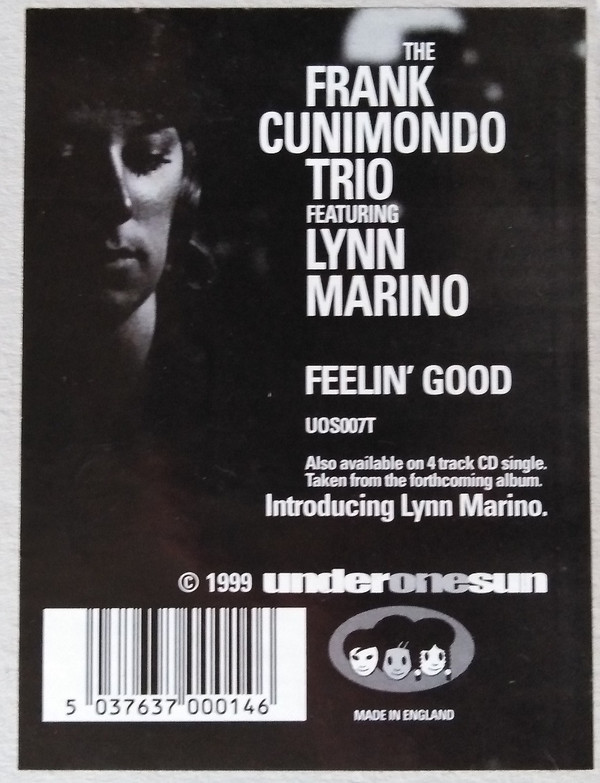 THE
FRANK
CUNIMONDO
TRIO
FEATURING
LYNN
MARINO
FEELIN' GOOD
UOS007T
Also available on 4 track CD single.
Taken from the forthcoming album.
Introducing Lynn Marino.
© 1999 underonesun
5 037637 000146
MADE IN ENGLAND